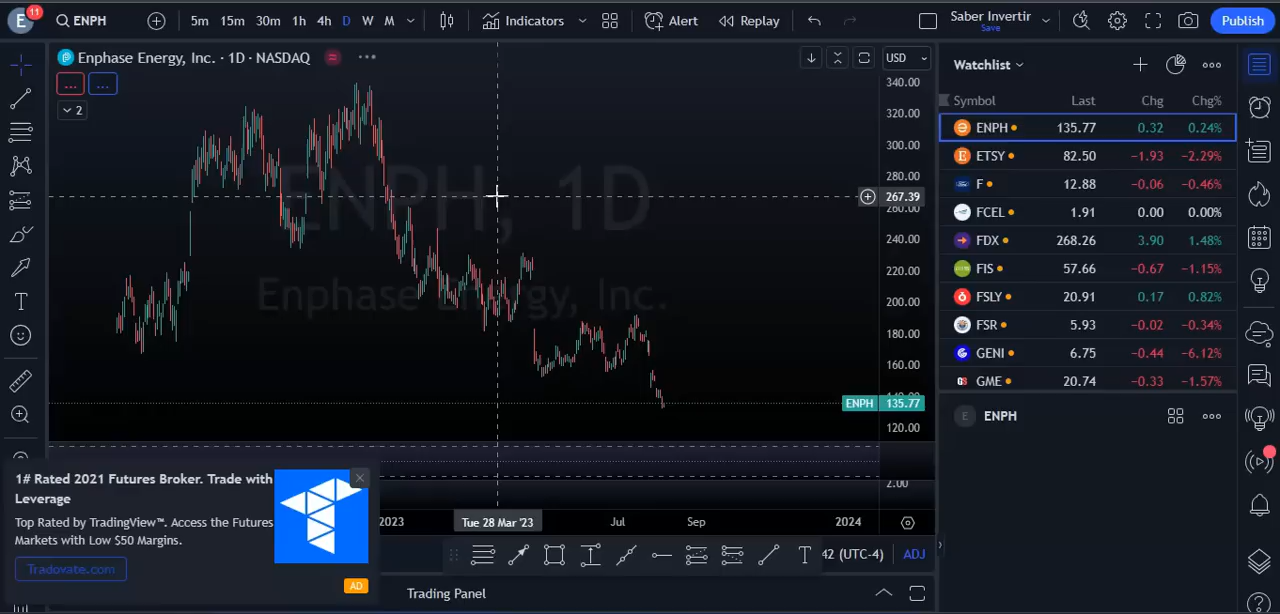 E 11 ENPH 5m 15m 30m 1h 4h D W M Indicators Alert Replay Saber Invertir Save Publish
Enphase Energy, Inc. · 1D · NASDAQ
... ...
2
USD
340.00
320.00
300.00
280.00
267.39
260.00
240.00
220.00
200.00
180.00
160.00
ENPH 135.77
120.00
2.00
ENPH, 1D
Enphase Energy, Inc.
2023 Tue 28 Mar '23 Jul Sep 2024
1# Rated 2021 Futures Broker. Trade with
Leverage
Top Rated by TradingView™. Access the Futures
Markets with Low $50 Margins.
Tradovate.com
AD
42 (UTC-4) ADJ
Trading Panel
Watchlist
Symbol Last Chg Chg%
ENPH 135.77 0.32 0.24%
ETSY 82.50 −1.93 −2.29%
F 12.88 −0.06 −0.46%
FCEL 1.91 0.00 0.00%
FDX 268.26 3.90 1.48%
FIS 57.66 −0.67 −1.15%
FSLY 20.91 0.17 0.82%
FSR 5.93 −0.02 −0.34%
GENI 6.75 −0.44 −6.12%
GME 20.74 −0.33 −1.57%
E ENPH